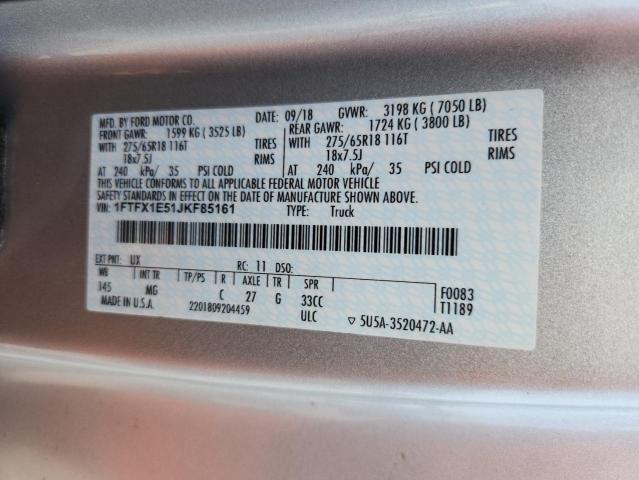 MFD. BY FORD MOTOR CO. DATE: 09/18 GVWR: 3198 KG ( 7050 LB)
FRONT GAWR: 1599 KG ( 3525 LB) REAR GAWR: 1724 KG ( 3800 LB)
WITH 275/65R18 116T TIRES WITH 275/65R18 116T TIRES
18x7.5J RIMS 18x7.5J RIMS
AT 240 kPa/ 35 PSI COLD AT 240 kPa/ 35 PSI COLD
THIS VEHICLE CONFORMS TO ALL APPLICABLE FEDERAL MOTOR VEHICLE
SAFETY STANDARDS IN EFFECT ON THE DATE OF MANUFACTURE SHOWN ABOVE.
VIN: 1FTFX1E51JKF85161 TYPE: Truck
EXT PNT: UX RC: 11 DSO:
WB INT TR TP/PS R AXLE TR SPR F0083
145 MG C 27 G 33CC T1189
MADE IN U.S.A. 2201809204459 ULC ▽ 5U5A-3520472-AA